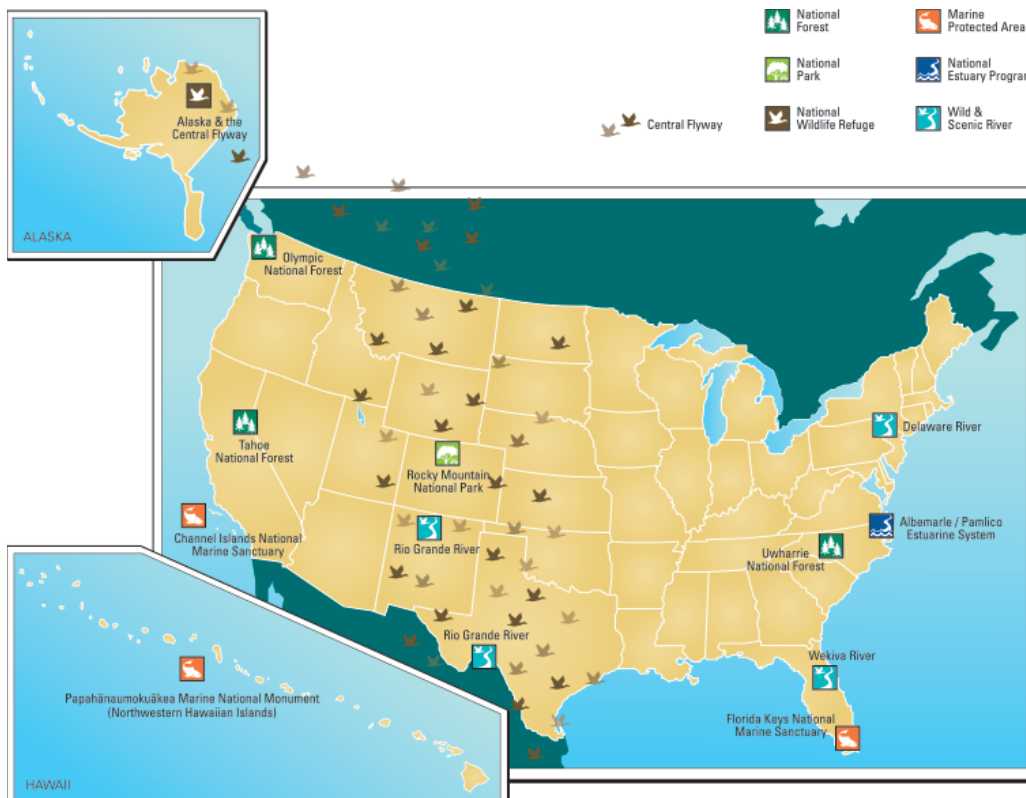 National
Forest
Marine
Protected Area
National
Park
National
Estuary Program
Central Flyway
National
Wildlife Refuge
Wild &
Scenic River
Alaska & the
Central Flyway
ALASKA
Olympic
National Forest
Tahoe
National Forest
Rocky Mountain
National Park
Delaware River
Channel Islands National
Marine Sanctuary
Rio Grande River
Albemarle / Pamlico
Estuarine System
Uwharrie
National Forest
Rio Grande River
Wekiva River
Papahānaumokuākea Marine National Monument
(Northwestern Hawaiian Islands)
Florida Keys National
Marine Sanctuary
HAWAII